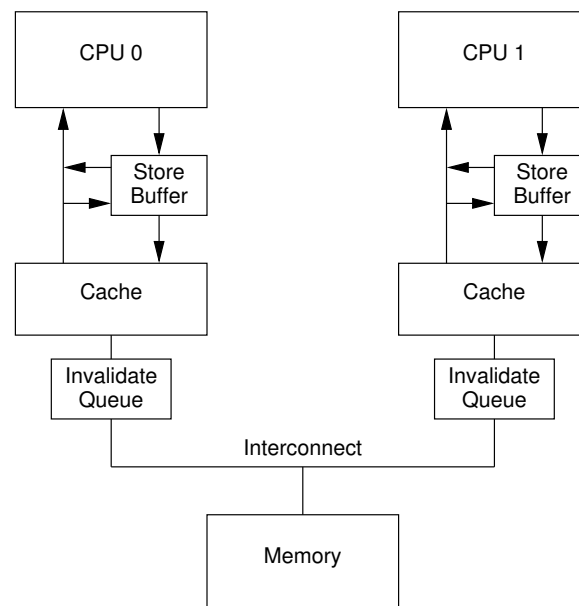 CPU 0
CPU 1
Store
Buffer
Store
Buffer
Cache
Cache
Invalidate
Queue
Invalidate
Queue
Interconnect
Memory